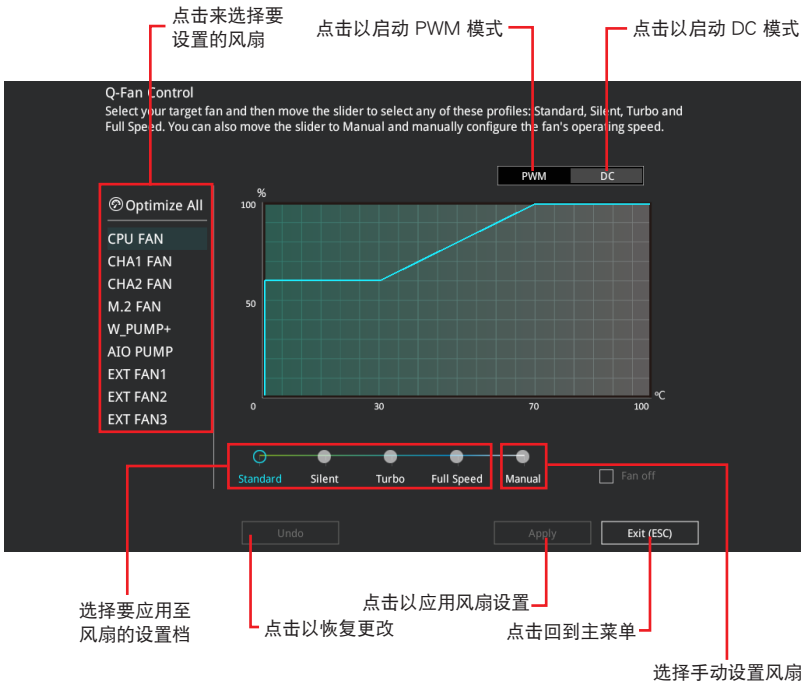 点击来选择要
设置的风扇
点击以启动 PWM 模式
点击以启动 DC 模式
Q-Fan Control
Select your target fan and then move the slider to select any of these profiles: Standard, Silent, Turbo and
Full Speed. You can also move the slider to Manual and manually configure the fan's operating speed.
PWM
DC
Optimize All
CPU FAN
CHA1 FAN
CHA2 FAN
M.2 FAN
W_PUMP+
AIO PUMP
EXT FAN1
EXT FAN2
EXT FAN3
%
100
50
0
30
70
100
ºC
Standard
Silent
Turbo
Full Speed
Manual
Fan off
Undo
Apply
Exit (ESC)
选择要应用至
风扇的设置档
点击以恢复更改
点击以应用风扇设置
点击回到主菜单
选择手动设置风扇